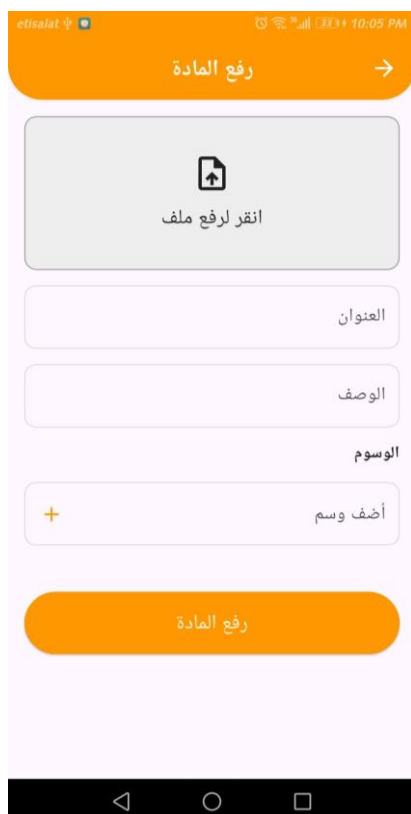 etisalat 10:05 PM
رفع المادة
انقر لرفع ملف
العنوان
الوصف
الوسوم
أضف وسم +
رفع المادة